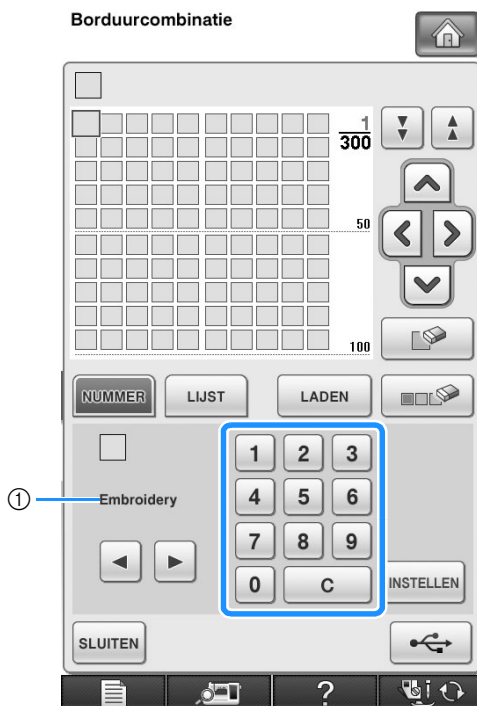 Borduurcombinatie
1
300
50
100
NUMMER LIJST LADEN
1 2 3
① Embroidery 4 5 6
7 8 9
0 C INSTELLEN
SLUITEN
?